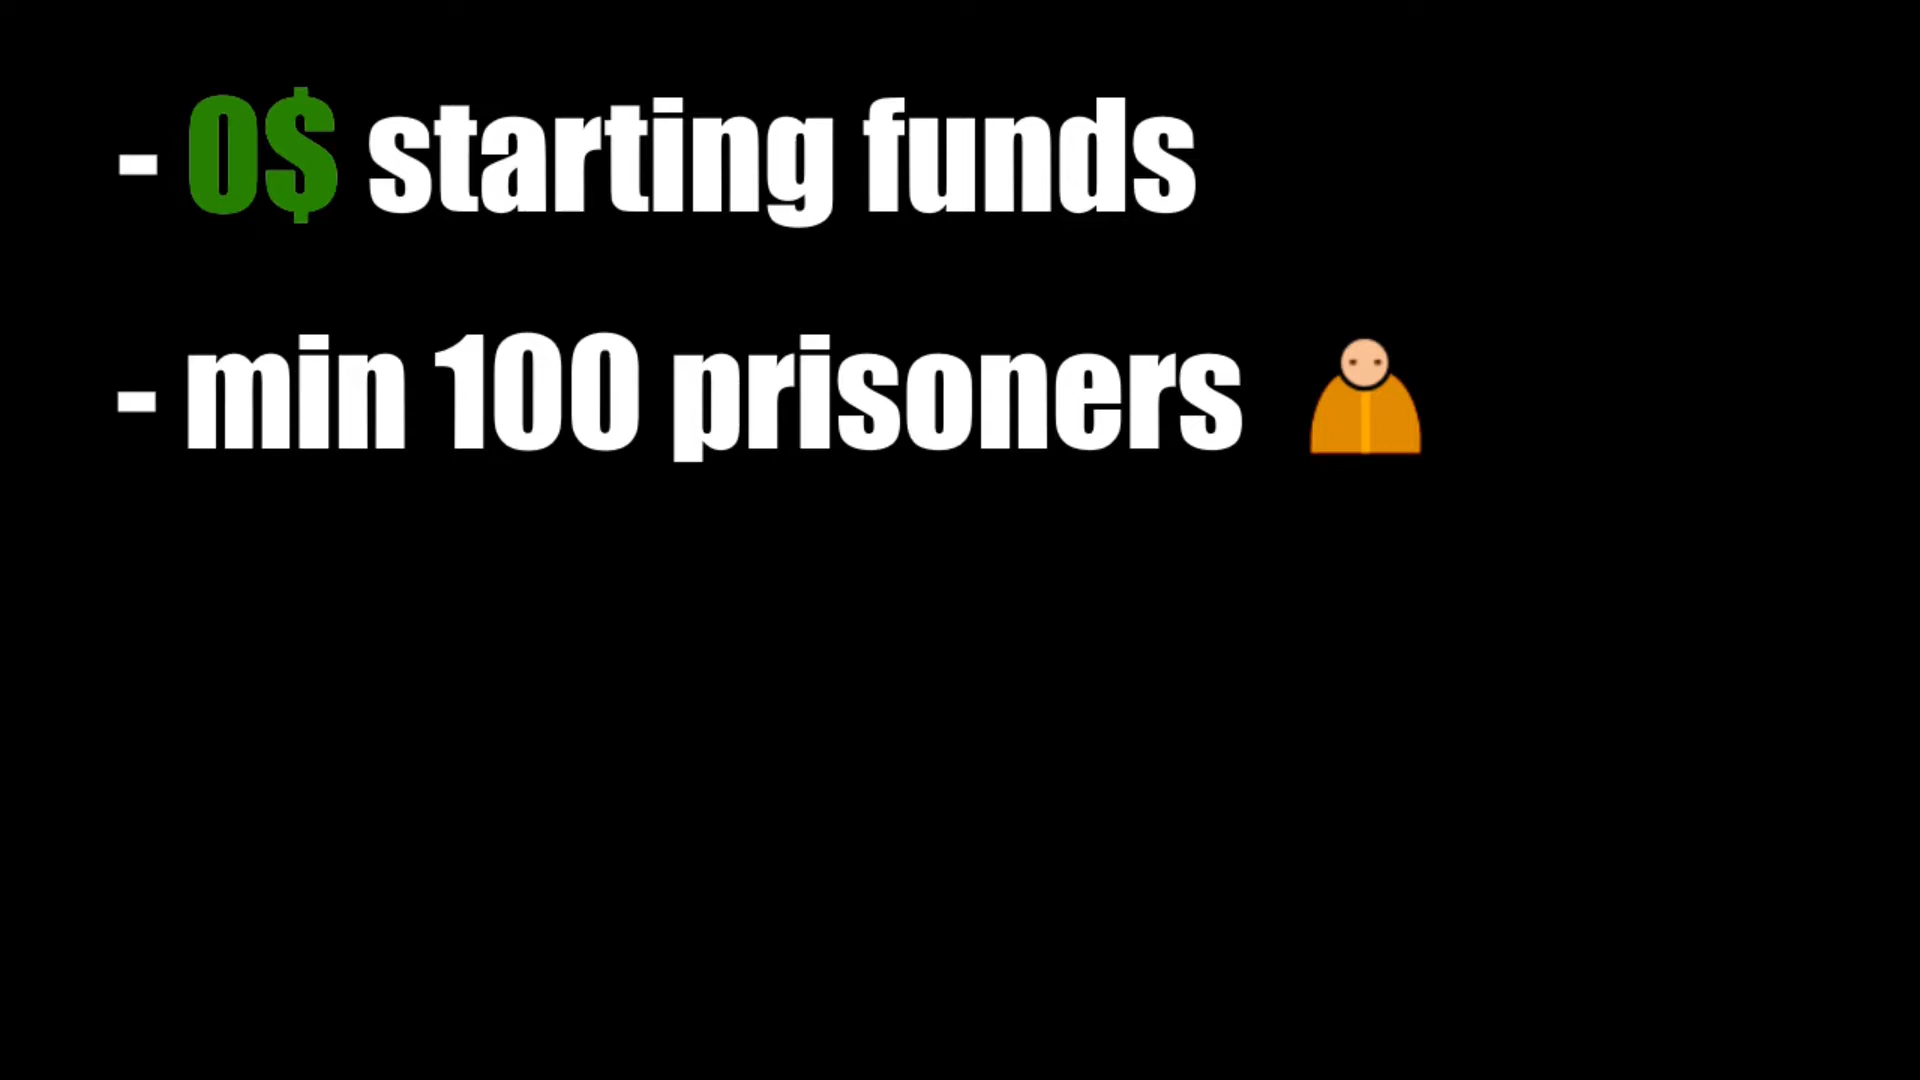 - 0$ starting funds
- min 100 prisoners